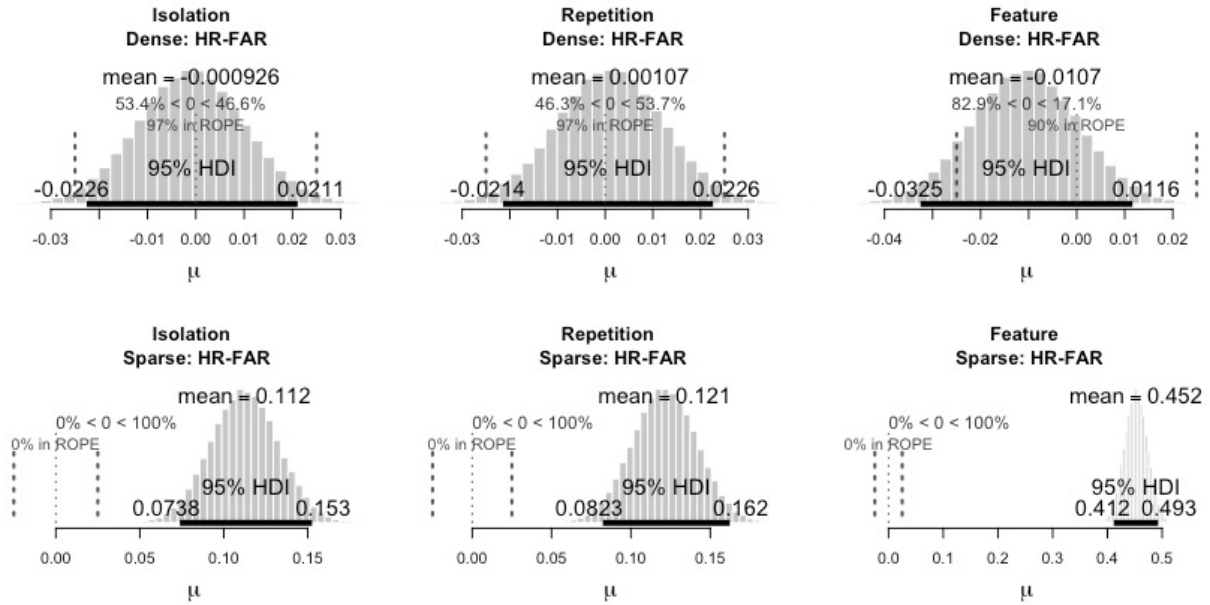 Isolation
Dense: HR-FAR
mean = -0.000926
53.4% < 0 < 46.6%
97% in ROPE
95% HDI
-0.0226 0.0211
-0.03 -0.01 0.00 0.01 0.02 0.03
μ
Repetition
Dense: HR-FAR
mean = 0.00107
46.3% < 0 < 53.7%
97% in ROPE
95% HDI
-0.0214 0.0226
-0.03 -0.01 0.00 0.01 0.02 0.03
μ
Feature
Dense: HR-FAR
mean = -0.0107
82.9% < 0 < 17.1%
90% in ROPE
95% HDI
-0.0325 0.0116
-0.04 -0.02 0.00 0.01 0.02
μ
Isolation
Sparse: HR-FAR
mean = 0.112
0% < 0 < 100%
0% in ROPE
95% HDI
0.0738 0.153
0.00 0.05 0.10 0.15
μ
Repetition
Sparse: HR-FAR
mean = 0.121
0% < 0 < 100%
0% in ROPE
95% HDI
0.0823 0.162
0.00 0.05 0.10 0.15
μ
Feature
Sparse: HR-FAR
mean = 0.452
0% < 0 < 100%
0% in ROPE
95% HDI
0.412 0.493
0.0 0.1 0.2 0.3 0.4 0.5
μ